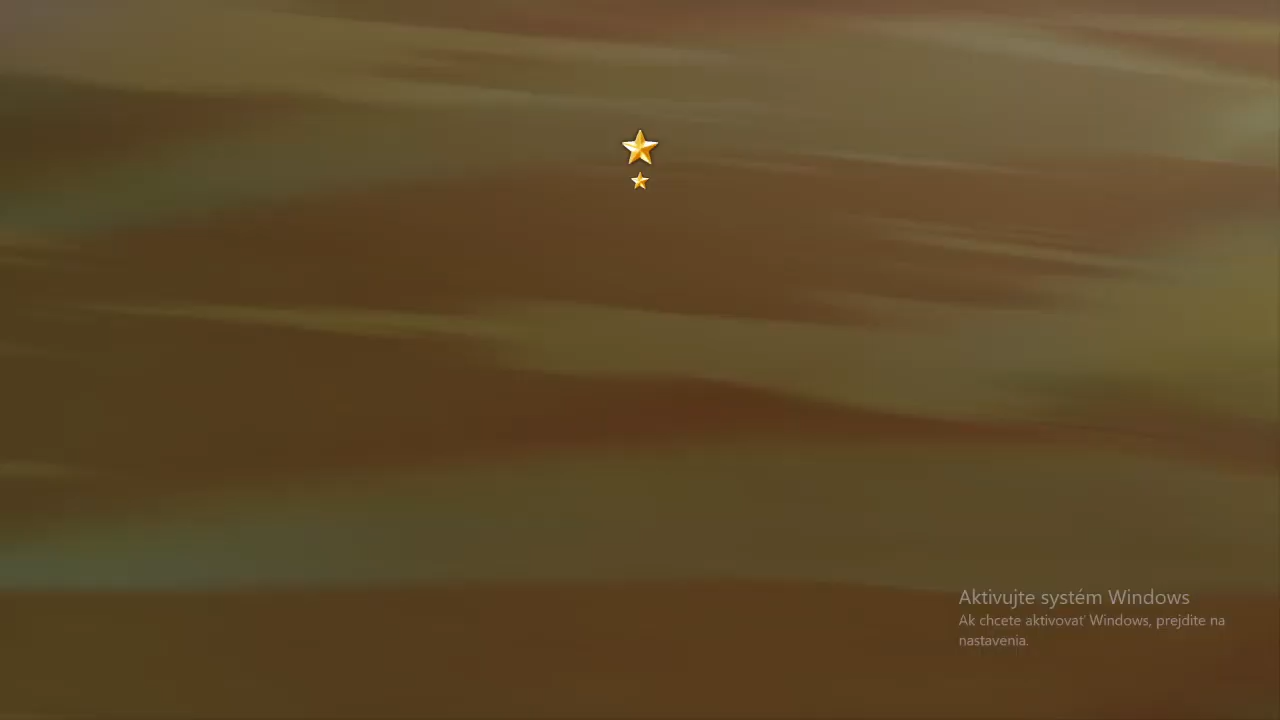 Aktivujte systém Windows
Ak chcete aktivovať Windows, prejdite na
nastavenia.